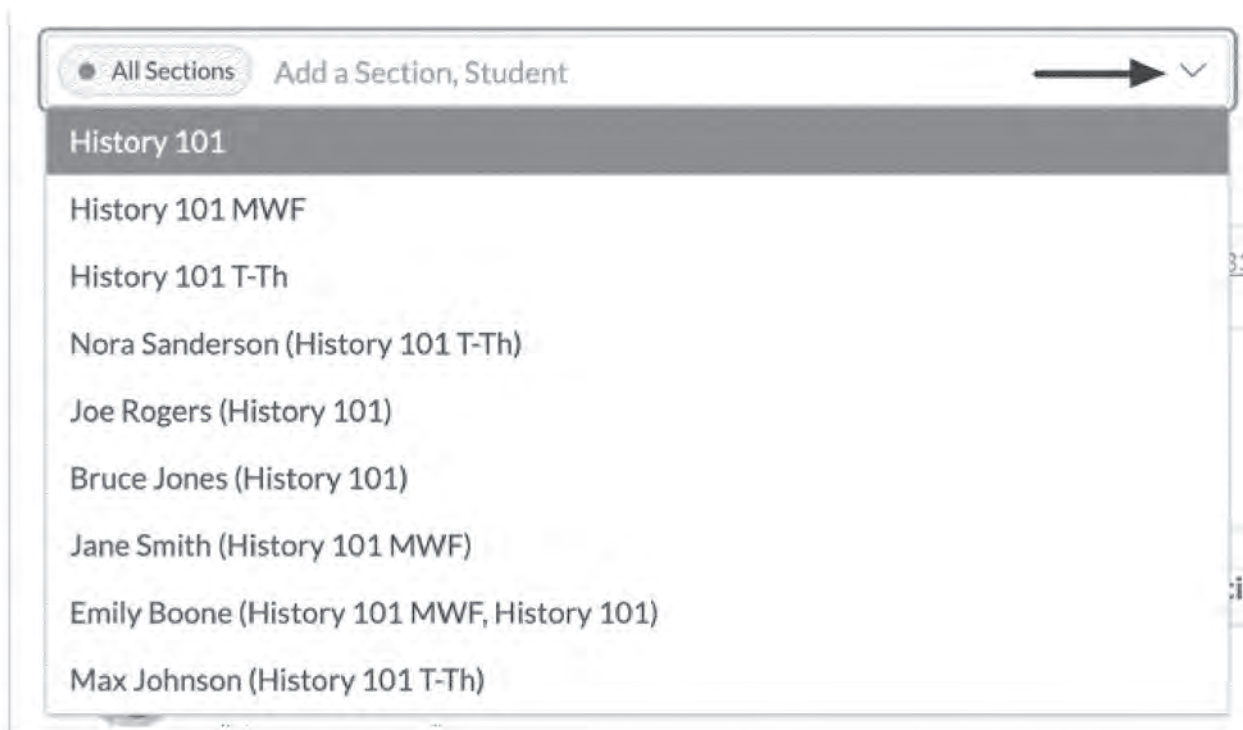 All Sections Add a Section, Student
History 101
History 101 MWF
History 101 T-Th
Nora Sanderson (History 101 T-Th)
Joe Rogers (History 101)
Bruce Jones (History 101)
Jane Smith (History 101 MWF)
Emily Boone (History 101 MWF, History 101)
Max Johnson (History 101 T-Th)